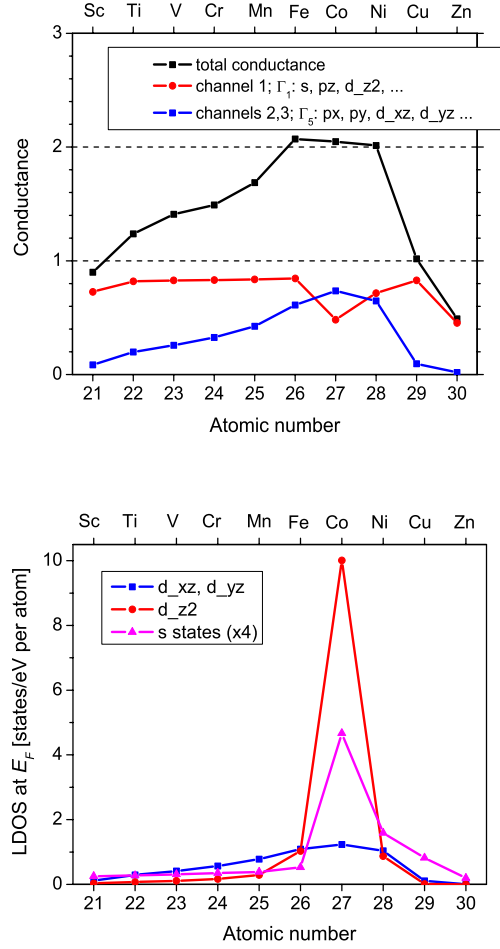 Sc Ti V Cr Mn Fe Co Ni Cu Zn
3
total conductance
channel 1; Γ1: s, pz, d_z2, ...
channels 2,3; Γ5: px, py, d_xz, d_yz ...
2
Conductance
1
0
21 22 23 24 25 26 27 28 29 30
Atomic number
Sc Ti V Cr Mn Fe Co Ni Cu Zn
10
d_xz, d_yz
d_z2
s states (x4)
8
6
LDOS at E_F [states/eV per atom]
4
2
0
21 22 23 24 25 26 27 28 29 30
Atomic number